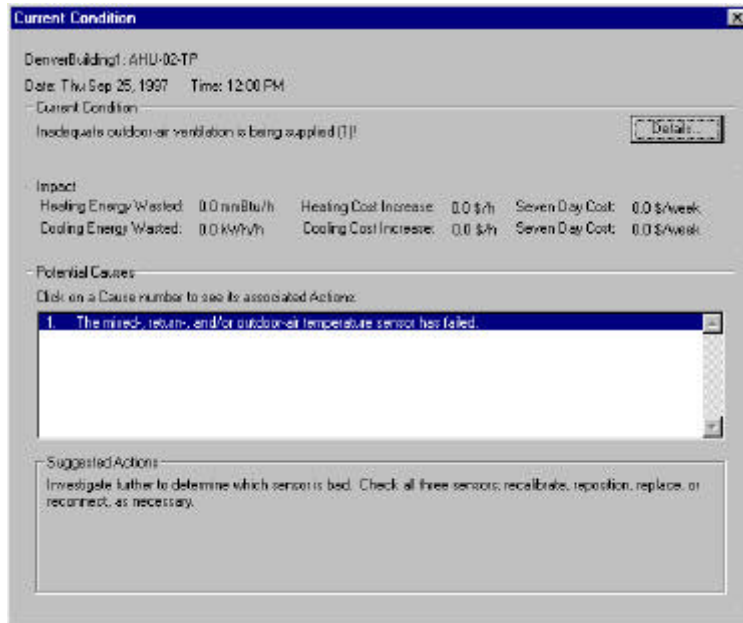 Current Condition
DenverBuilding1: AHU-02-TP
Date: Thu Sep 25, 1997 Time: 12:00 PM
Current Condition
Inadequate outdoor-air ventilation is being supplied (1)!
Details...
Impact
Heating Energy Wasted: 0.0 mmBtu/h Heating Cost Increase: 0.0 $/h Seven Day Cost: 0.0 $/week
Cooling Energy Wasted: 0.0 kWh/h Cooling Cost Increase: 0.0 $/h Seven Day Cost: 0.0 $/week
Potential Causes
Click on a Cause number to see its associated Actions:
1. The mixed-, return-, and/or outdoor-air temperature sensor has failed.
Suggested Actions
Investigate further to determine which sensor is bad. Check all three sensors; recalibrate, reposition, replace, or
reconnect, as necessary.